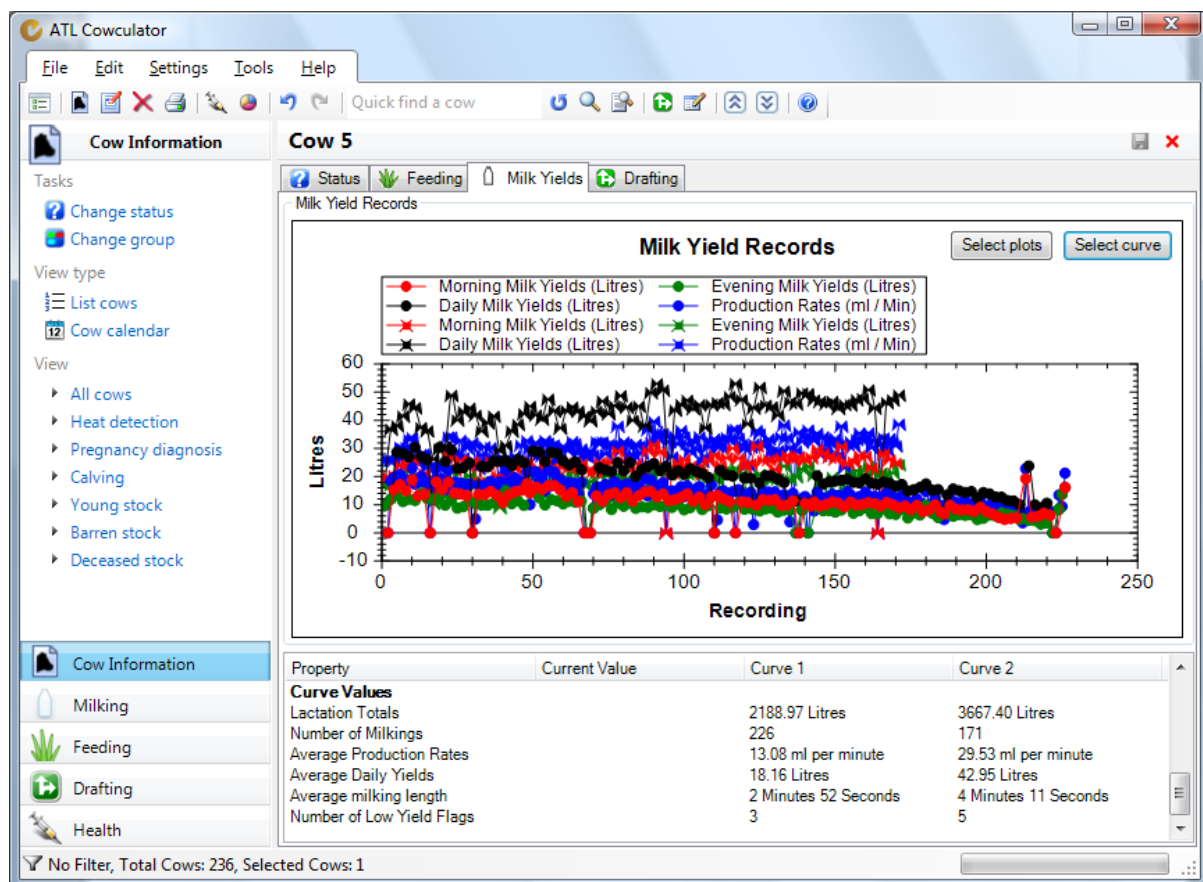 ATL Cowculator
File Edit Settings Tools Help
Quick find a cow
Cow Information
Cow 5
Tasks
Change status
Change group
View type
List cows
12 Cow calendar
View
All cows
Heat detection
Pregnancy diagnosis
Calving
Young stock
Barren stock
Deceased stock
Cow Information
Milking
Feeding
Drafting
Health
Status Feeding Milk Yields Drafting
Milk Yield Records
Milk Yield Records
Select plots Select curve
Morning Milk Yields (Litres) Evening Milk Yields (Litres)
Daily Milk Yields (Litres) Production Rates (ml / Min)
Morning Milk Yields (Litres) Evening Milk Yields (Litres)
Daily Milk Yields (Litres) Production Rates (ml / Min)
Litres
60
50
40
30
20
10
0
-10
0 50 100 150 200 250
Recording
Property Current Value Curve 1 Curve 2
Curve Values
Lactation Totals 2188.97 Litres 3667.40 Litres
Number of Milkings 226 171
Average Production Rates 13.08 ml per minute 29.53 ml per minute
Average Daily Yields 18.16 Litres 42.95 Litres
Average milking length 2 Minutes 52 Seconds 4 Minutes 11 Seconds
Number of Low Yield Flags 3 5
No Filter, Total Cows: 236, Selected Cows: 1